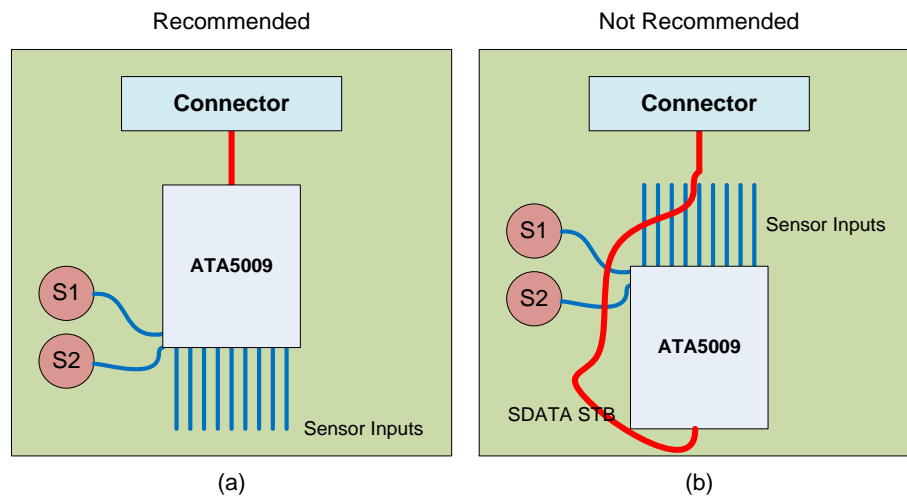 Recommended
Not Recommended
Connector
ATA5009
S1
S2
Sensor Inputs
(a)
Connector
Sensor Inputs
S1
S2
ATA5009
SDATA STB
(b)